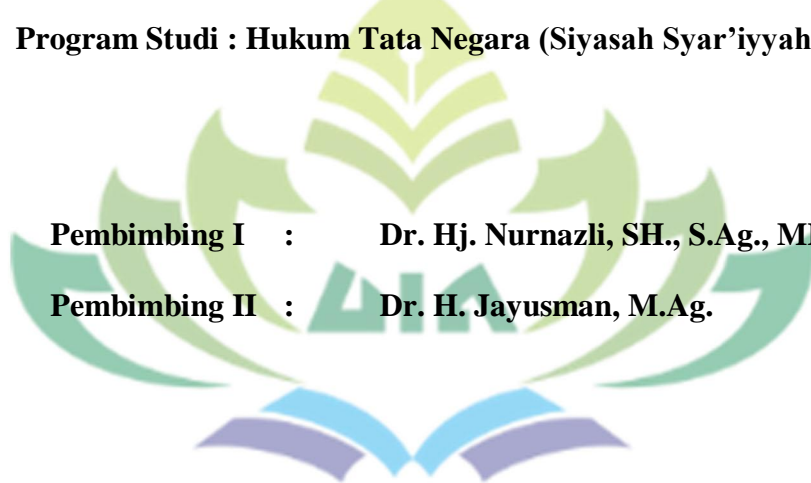 Program Studi : Hukum Tata Negara (Siyasah Syar’iyyah
Pembimbing I : Dr. Hj. Nurnazli, SH., S.Ag.,
Pembimbing II : Dr. H. Jayusman, M.Ag.
UIN